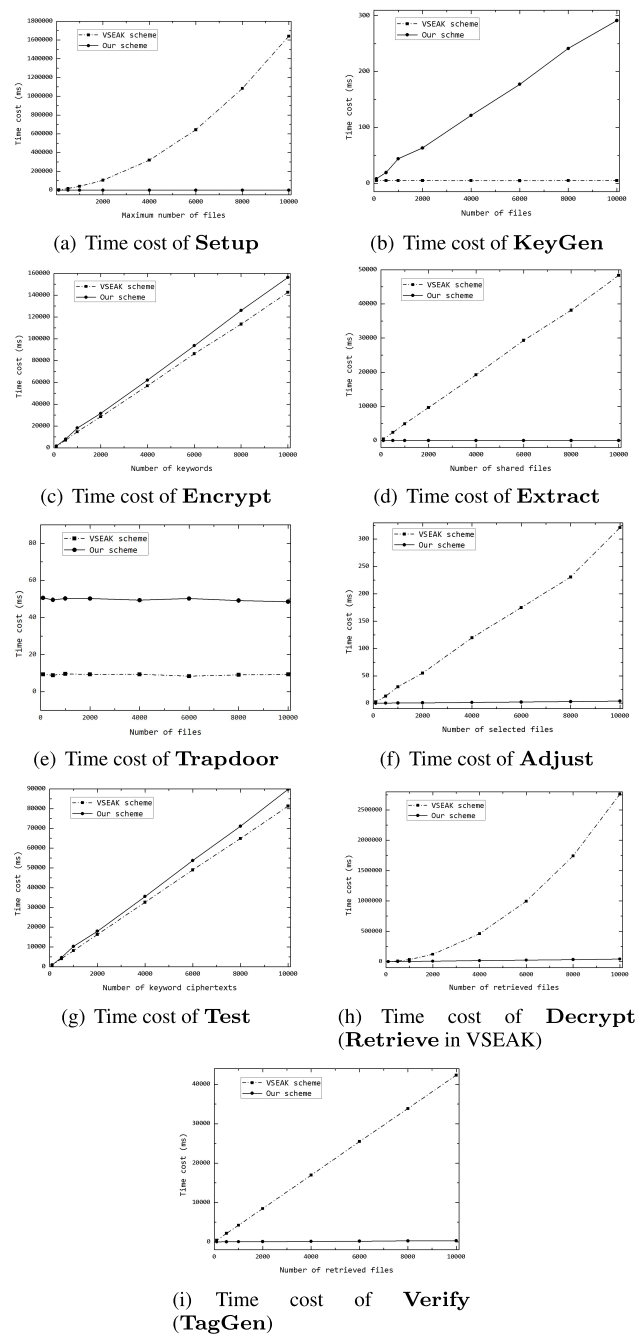 1800000
1600000
1400000
1200000
1000000
800000
600000
400000
200000
0
Time cost (ms)
VSEAK scheme
Our scheme
2000 4000 6000 8000 10000
Maximum number of files
(a) Time cost of Setup
300
200
100
0
Time cost (ms)
VSEAK scheme
Our schme
0 2000 4000 6000 8000 10000
Number of files
(b) Time cost of KeyGen
160000
140000
120000
100000
80000
60000
40000
20000
0
Time cost (ms)
VSEAK scheme
Our scheme
0 2000 4000 6000 8000 10000
Number of keywords
(c) Time cost of Encrypt
50000
40000
30000
20000
10000
0
Time cost (ms)
VSEAK scheme
Our scheme
0 2000 4000 6000 8000 10000
Number of shared files
(d) Time cost of Extract
80
60
40
20
0
Time cost (ms)
VSEAK scheme
Our scheme
0 2000 4000 6000 8000 10000
Number of files
(e) Time cost of Trapdoor
300
250
200
150
100
50
0
Time cost (ms)
VSEAK scheme
Our scheme
0 2000 4000 6000 8000 10000
Number of selected files
(f) Time cost of Adjust
90000
80000
70000
60000
50000
40000
30000
20000
10000
0
Time cost (ms)
VSEAK scheme
Our scheme
0 2000 4000 6000 8000 10000
Number of keyword ciphertexts
(g) Time cost of Test
2500000
2000000
1500000
1000000
500000
0
Time cost (ms)
VSEAK scheme
Our scheme
0 2000 4000 6000 8000 10000
Number of retrieved files
(h) Time cost of Decrypt
(Retrieve in VSEAK)
40000
30000
20000
10000
0
Time cost (ms)
VSEAK scheme
Our scheme
0 2000 4000 6000 8000 10000
Number of retrieved files
(i) Time cost of Verify
(TagGen)